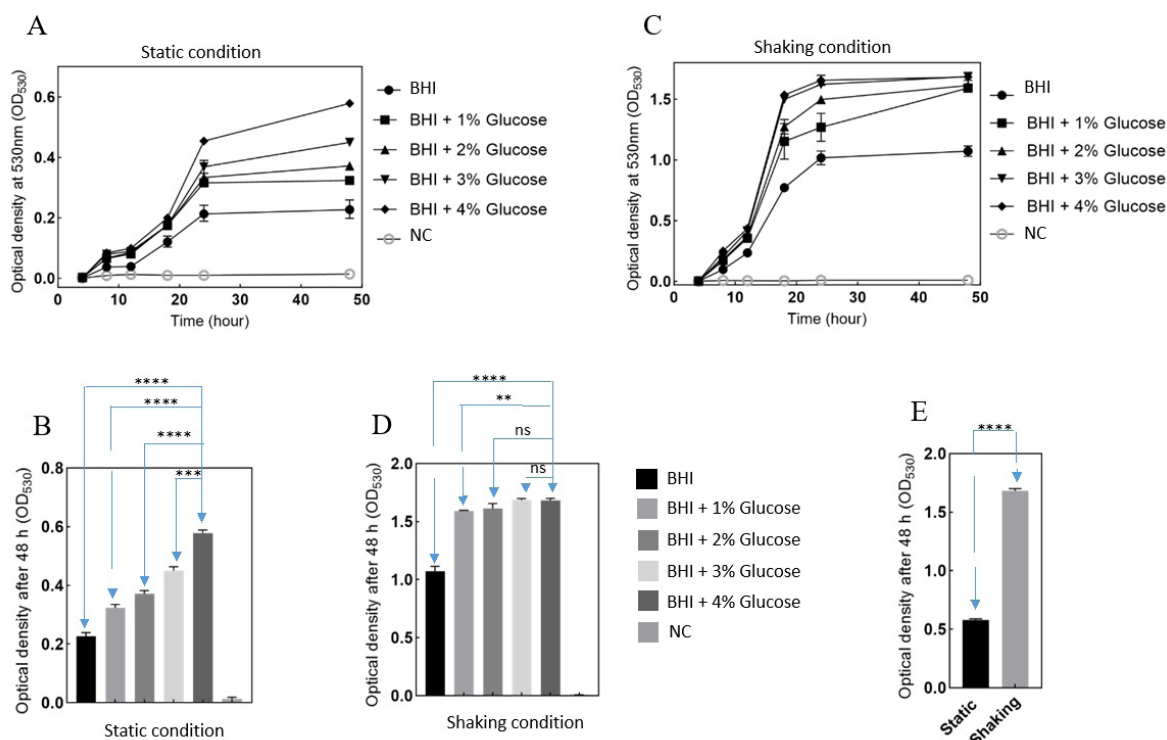 A
Static condition
Optical density at 530nm (OD530)
0.6
0.4
0.2
0.0
0 10 20 30 40 50
Time (hour)
BHI
BHI + 1% Glucose
BHI + 2% Glucose
BHI + 3% Glucose
BHI + 4% Glucose
NC
C
Shaking condition
Optical density at 530nm (OD530)
1.5
1.0
0.5
0.0
0 10 20 30 40 50
Time (hour)
BHI
BHI + 1% Glucose
BHI + 2% Glucose
BHI + 3% Glucose
BHI + 4% Glucose
NC
B
****
****
****
***
Optical density after 48 h (OD530)
0.8
0.6
0.4
0.2
0.0
Static condition
D
****
**
ns
ns
Optical density after 48 h (OD530)
2.0
1.5
1.0
0.5
0.0
Shaking condition
BHI
BHI + 1% Glucose
BHI + 2% Glucose
BHI + 3% Glucose
BHI + 4% Glucose
NC
E
****
Optical density after 48 h (OD530)
2.0
1.5
1.0
0.5
0.0
Static
Shaking